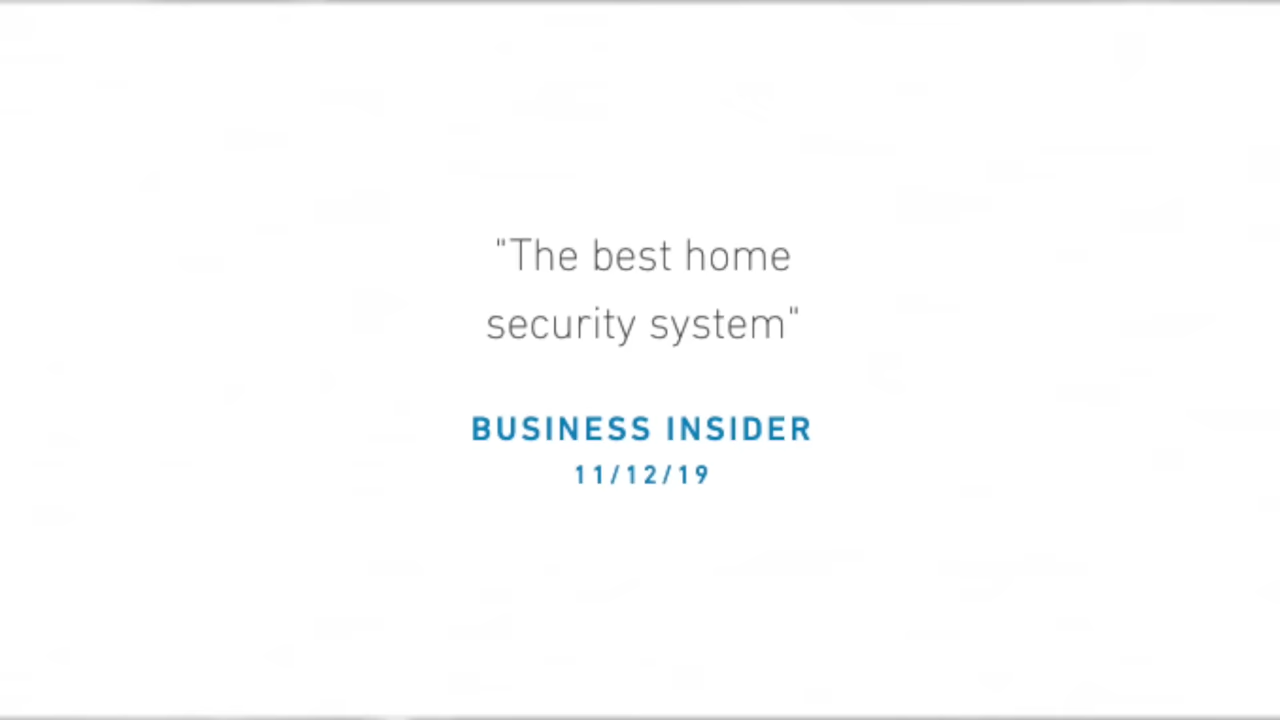 "The best home
security system"
BUSINESS INSIDER
11/12/19